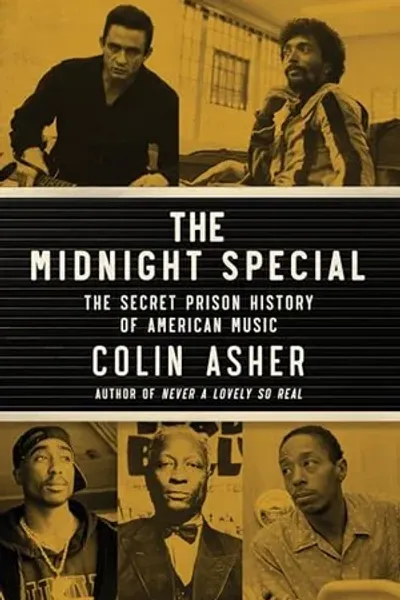 THE
MIDNIGHT SPECIAL
THE SECRET PRISON HISTORY
OF AMERICAN MUSIC
COLIN ASHER
AUTHOR OF NEVER A LOVELY SO REAL